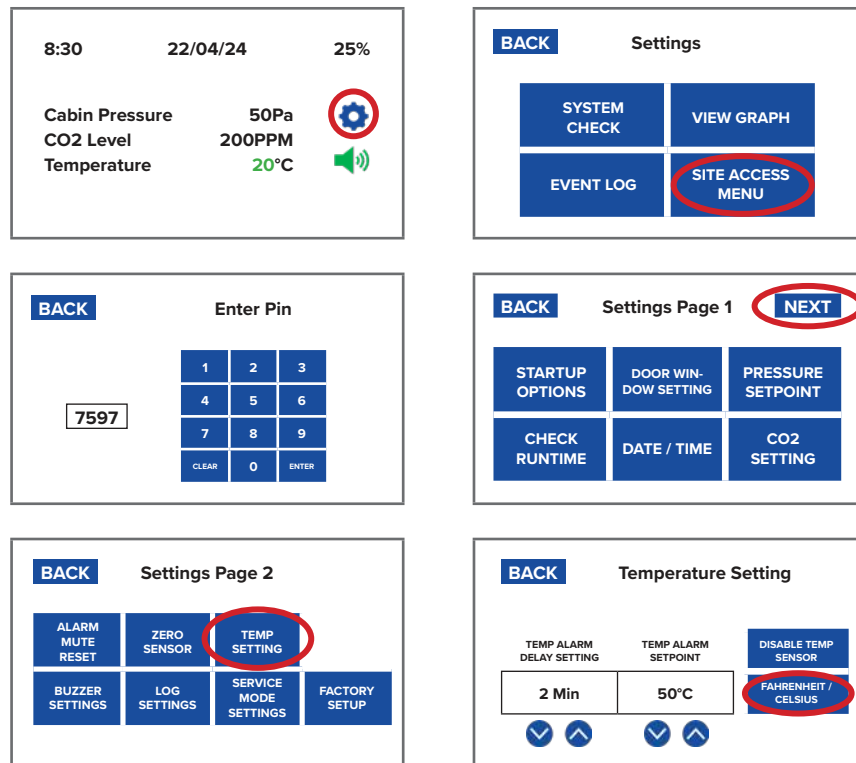 8:30 22/04/24 25%
Cabin Pressure 50Pa
CO2 Level 200PPM
Temperature 20°C
BACK Settings
SYSTEM
CHECK
VIEW GRAPH
EVENT LOG
SITE ACCESS
MENU
BACK Enter Pin
7597
1 2 3
4 5 6
7 8 9
CLEAR 0 ENTER
BACK Settings Page 1 NEXT
STARTUP
OPTIONS
DOOR WIN-
DOW SETTING
PRESSURE
SETPOINT
CHECK
RUNTIME
DATE / TIME
CO2
SETTING
BACK Settings Page 2
ALARM
MUTE
RESET
ZERO
SENSOR
TEMP
SETTING
BUZZER
SETTINGS
LOG
SETTINGS
SERVICE
MODE
SETTINGS
FACTORY
SETUP
BACK Temperature Setting
TEMP ALARM
DELAY SETTING
TEMP ALARM
SETPOINT
DISABLE TEMP
SENSOR
2 Min 50°C
FAHRENHEIT /
CELSIUS